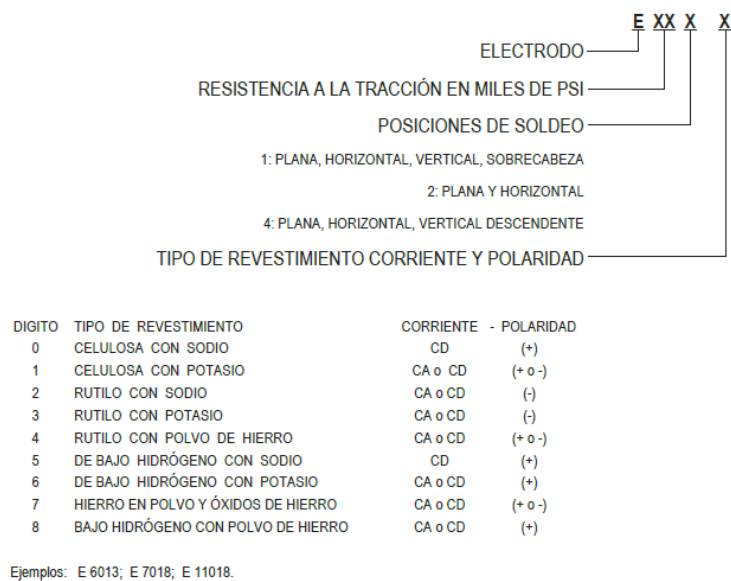 E XX X X
ELECTRODO
RESISTENCIA A LA TRACCIÓN EN MILES DE PSI
POSICIONES DE SOLDEO
1: PLANA, HORIZONTAL, VERTICAL, SOBRECABEZA
2: PLANA Y HORIZONTAL
4: PLANA, HORIZONTAL, VERTICAL DESCENDENTE
TIPO DE REVESTIMIENTO CORRIENTE Y POLARIDAD
DIGITO TIPO DE REVESTIMIENTO CORRIENTE - POLARIDAD
0 CELULOSA CON SODIO CD (+)
1 CELULOSA CON POTASIO CA o CD (+ o -)
2 RUTILO CON SODIO CA o CD (-)
3 RUTILO CON POTASIO CA o CD (-)
4 RUTILO CON POLVO DE HIERRO CA o CD (+ o -)
5 DE BAJO HIDRÓGENO CON SODIO CD (+)
6 DE BAJO HIDRÓGENO CON POTASIO CA o CD (+)
7 HIERRO EN POLVO Y ÓXIDOS DE HIERRO CA o CD (+ o -)
8 BAJO HIDRÓGENO CON POLVO DE HIERRO CA o CD (+)
Ejemplos: E 6013; E 7018; E 11018.